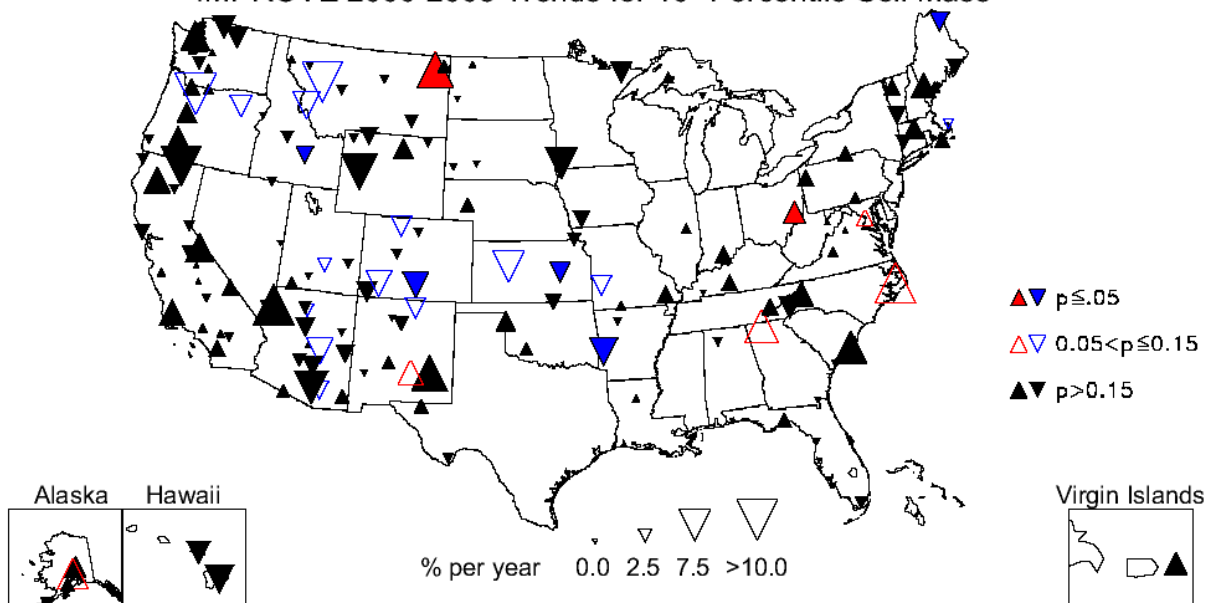 p≤.05
0.05<p≤0.15
p>0.15
Alaska Hawaii
Virgin Islands
% per year 0.0 2.5 7.5 >10.0